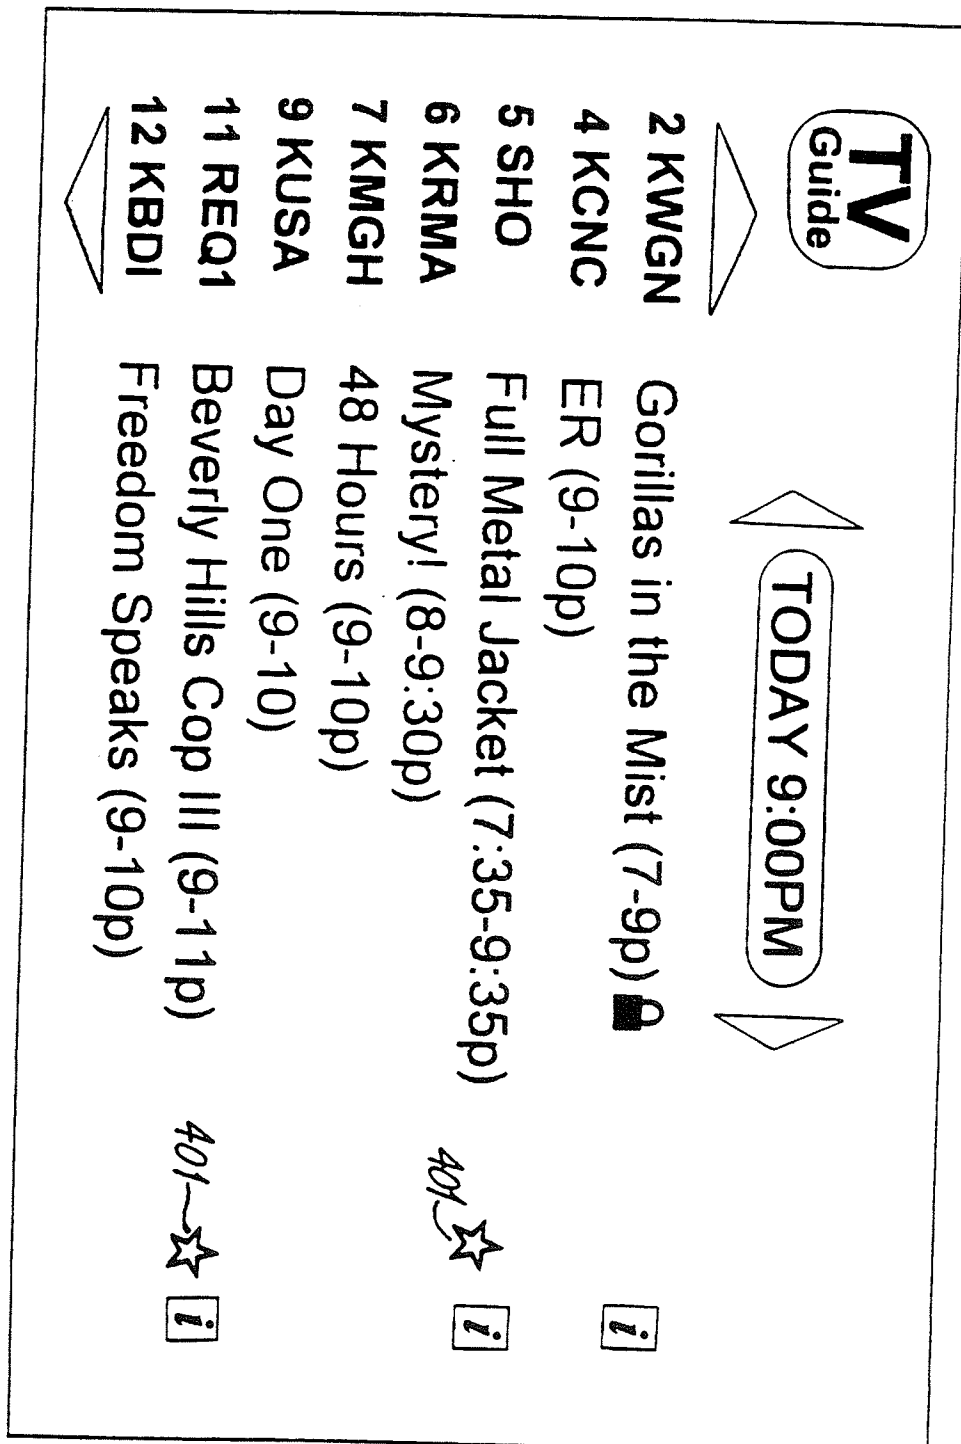 TV
Guide
TODAY 9:00PM
2 KWGN Gorillas in the Mist (7-9p) i
4 KCNC ER (9-10p)
5 SHO Full Metal Jacket (7:35-9:35p) 401 i
6 KRMA Mystery! (8-9:30p)
7 KMGH 48 Hours (9-10p)
9 KUSA Day One (9-10)
11 REQ1 Beverly Hills Cop III (9-11p) 401 i
12 KBDI Freedom Speaks (9-10p)